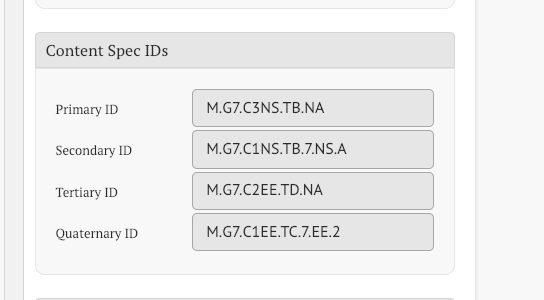 Content Spec IDs
Primary ID M.G7.C3NS.TB.NA
Secondary ID M.G7.C1NS.TB.7.NS.A
Tertiary ID M.G7.C2EE.TD.NA
Quaternary ID M.G7.C1EE.TC.7.EE.2